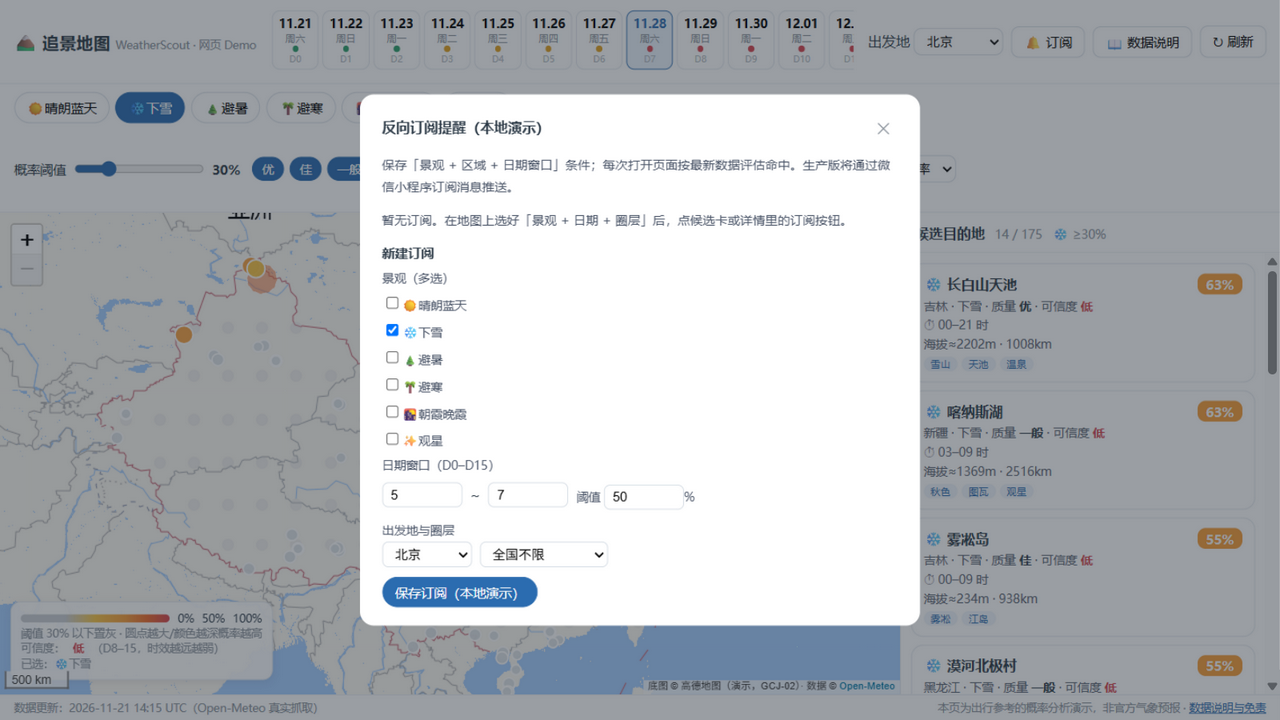 追景地图 WeatherScout · 网页 Demo
11.21 11.22 11.23 11.24 11.25 11.26 11.27 11.28 11.29 11.30 12.01 12.
周六 周日 周一 周二 周三 周四 周五 周六 周日 周一 周二
D0 D1 D2 D3 D4 D5 D6 D7 D8 D9 D10
出发地 北京 订阅 数据说明 刷新
晴朗蓝天 下雪 避暑 避寒
概率阈值 30% 优 佳 一般
率
反向订阅提醒（本地演示）
保存「景观 + 区域 + 日期窗口」条件；每次打开页面按最新数据评估命中。生产版将通过微
信小程序订阅消息推送。
暂无订阅。在地图上选好「景观 + 日期 + 圈层」后，点候选卡或详情里的订阅按钮。
新建订阅
景观（多选）
晴朗蓝天
下雪
避暑
避寒
朝霞晚霞
观星
日期窗口（D0–D15）
5 ~ 7 阈值 50 %
出发地与圈层
北京 全国不限
保存订阅（本地演示）
+
−
0% 50% 100%
阈值 30% 以下置灰 · 圆点越大/颜色越深概率越高
可信度： 低 （D8–15，时效越远越弱）
已选： 下雪
500 km
底图 © 高德地图（演示，GCJ-02）· 数据 © Open-Meteo
候选目的地 14 / 175 ≥30%
长白山天池 63%
吉林 · 下雪 · 质量 优 · 可信度 低
00–21 时
海拔≈2202m · 1008km
雪山 天池 温泉
喀纳斯湖 63%
新疆 · 下雪 · 质量 一般 · 可信度 低
03–09 时
海拔≈1369m · 2516km
秋色 图瓦 观星
雾凇岛 55%
吉林 · 下雪 · 质量 佳 · 可信度 低
00–09 时
海拔≈234m · 938km
雾凇 江岛
漠河北极村 55%
黑龙江 · 下雪 · 质量 一般 · 可信度 低
数据更新：2026-11-21 14:15 UTC（Open-Meteo 真实抓取）
本页为出行参考的概率分析演示，非官方气象预报 · 数据说明与免责